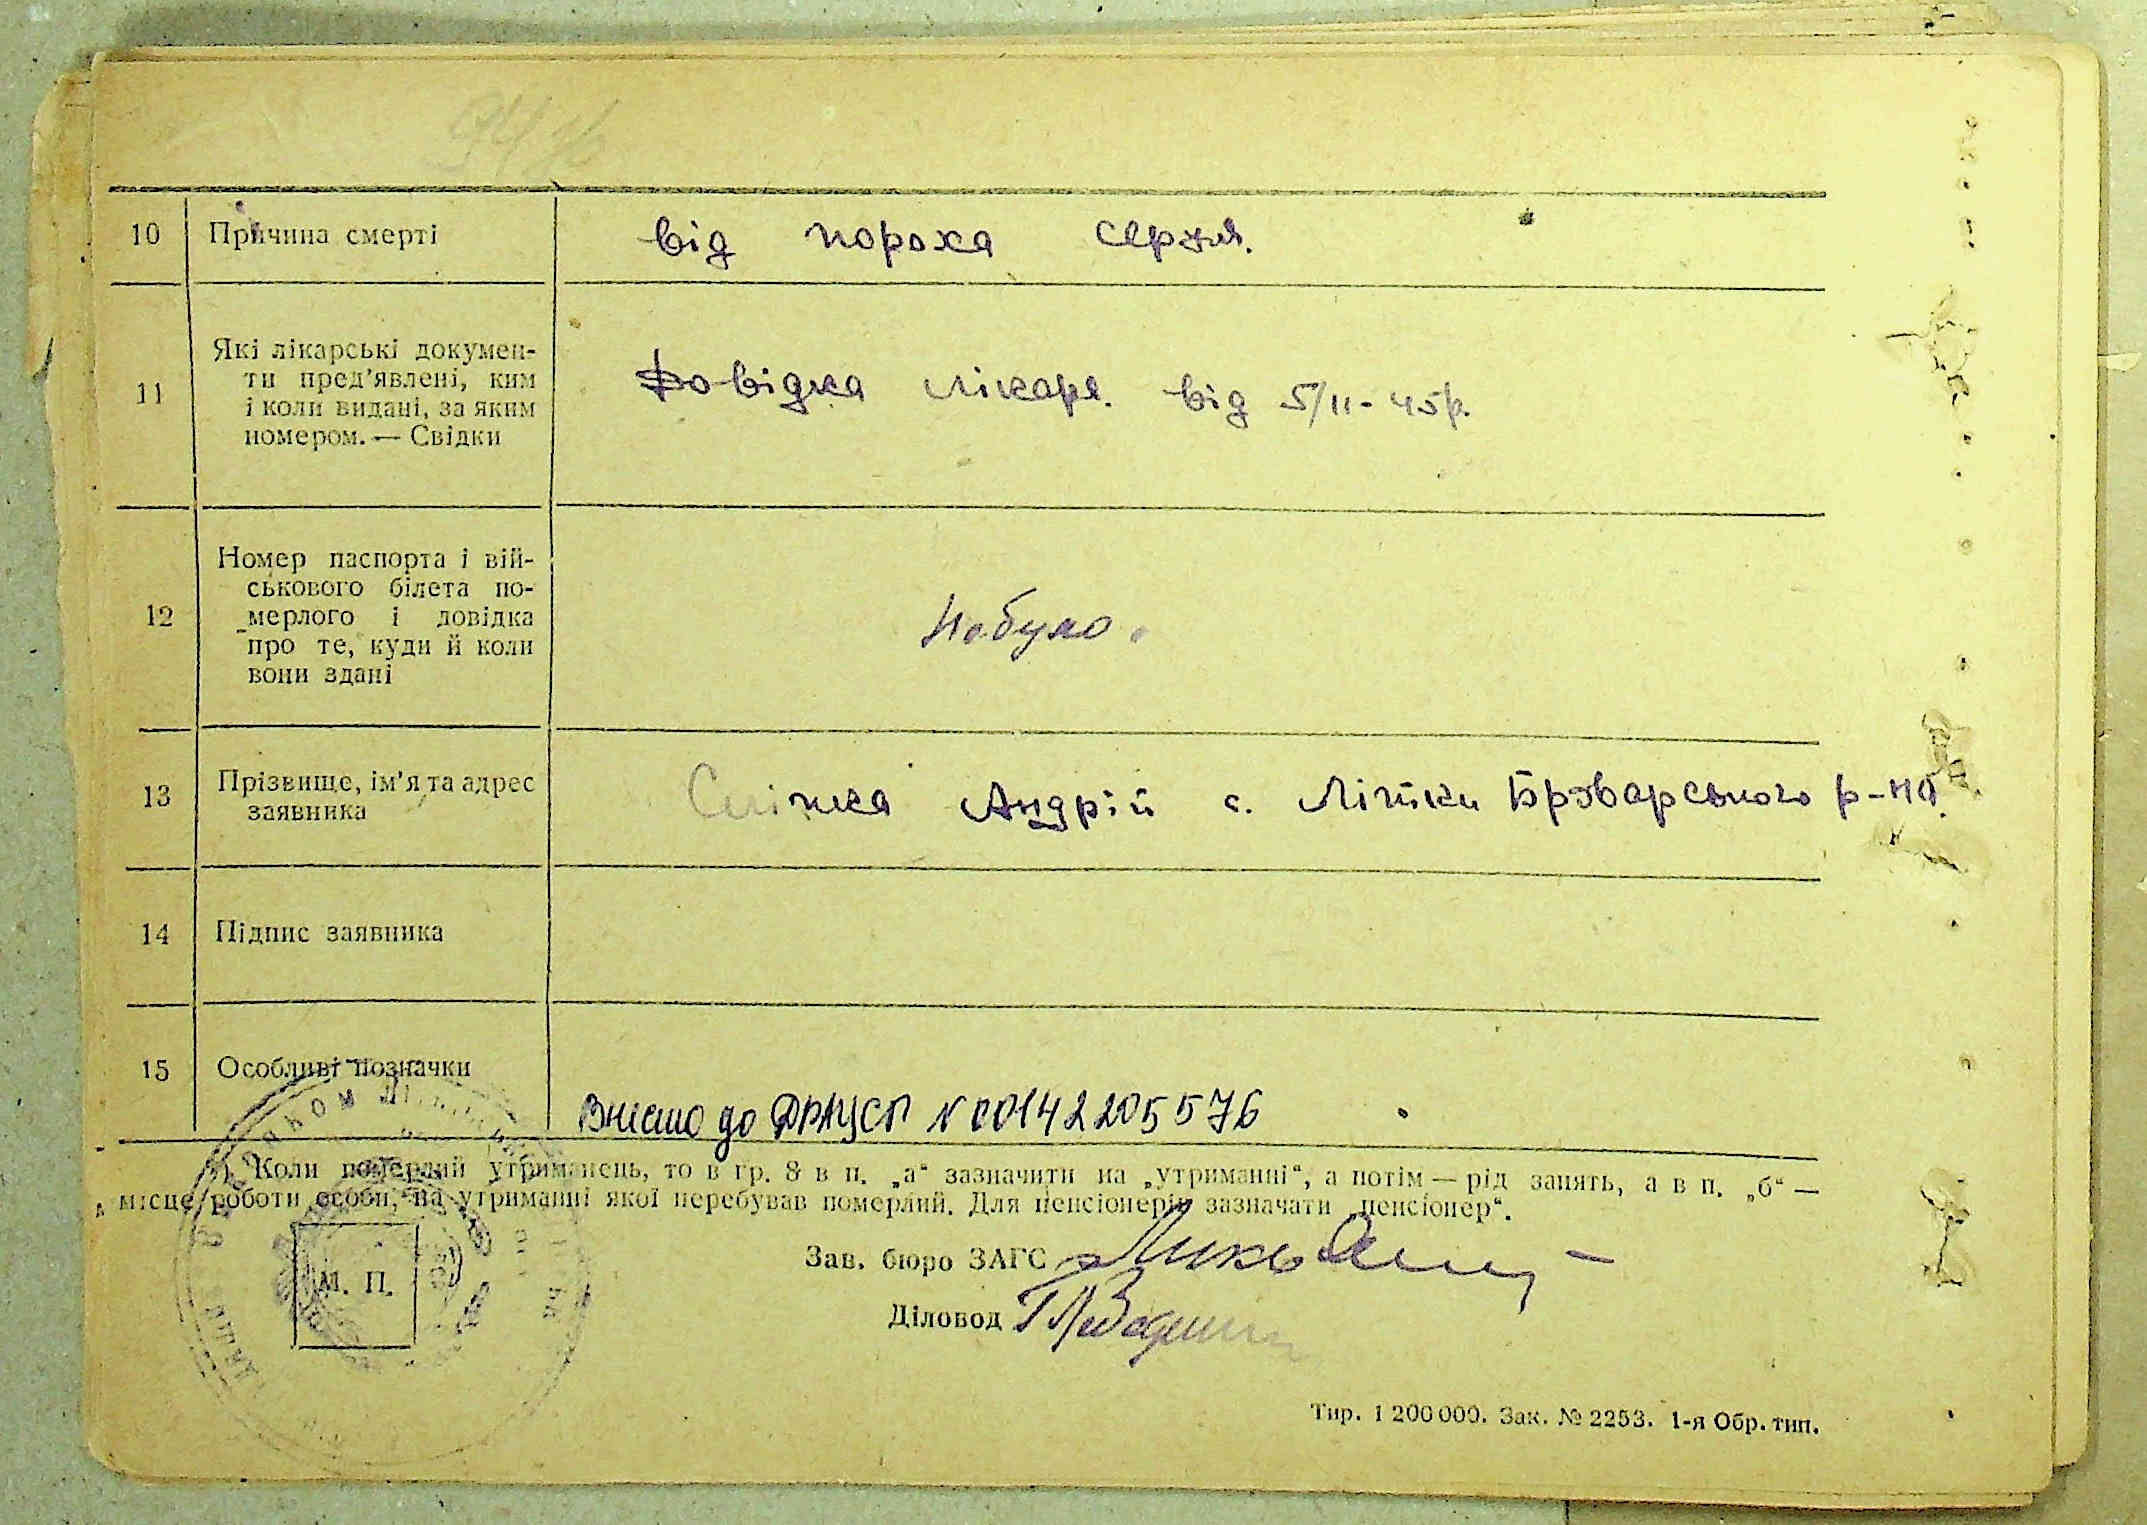 10 Причина смерті від порока серця.
11 Які лікарські докумен-
ти пред'явлені, ким
і коли видані, за яким
номером. — Свідки
Довідка лікаря. від 5/II-45р.
12 Номер паспорта і вій-
ськового білета по-
мерлого і довідка
про те, куди й коли
вони здані
Небуло.
13 Прізвище, ім'я та адрес
заявника
Андрій с. Літки Броварського р-на
14 Підпис заявника
15 Особливі позначки
Внесено до ДРАЦСГ N 00142205576
*) Коли померлий утриманець, то в гр. 8 в п. „а“ зазначити на „утриманні“, а потім — рід занять, а в п. „б“ —
місце роботи особи, на утриманні якої перебував померлий. Для пенсіонерів зазначати „пенсіонер“.
Зав. бюро ЗАГС
М. П.
Діловод
Тир. 1 200 000. Зак. № 2253. 1-я Обр. тип.